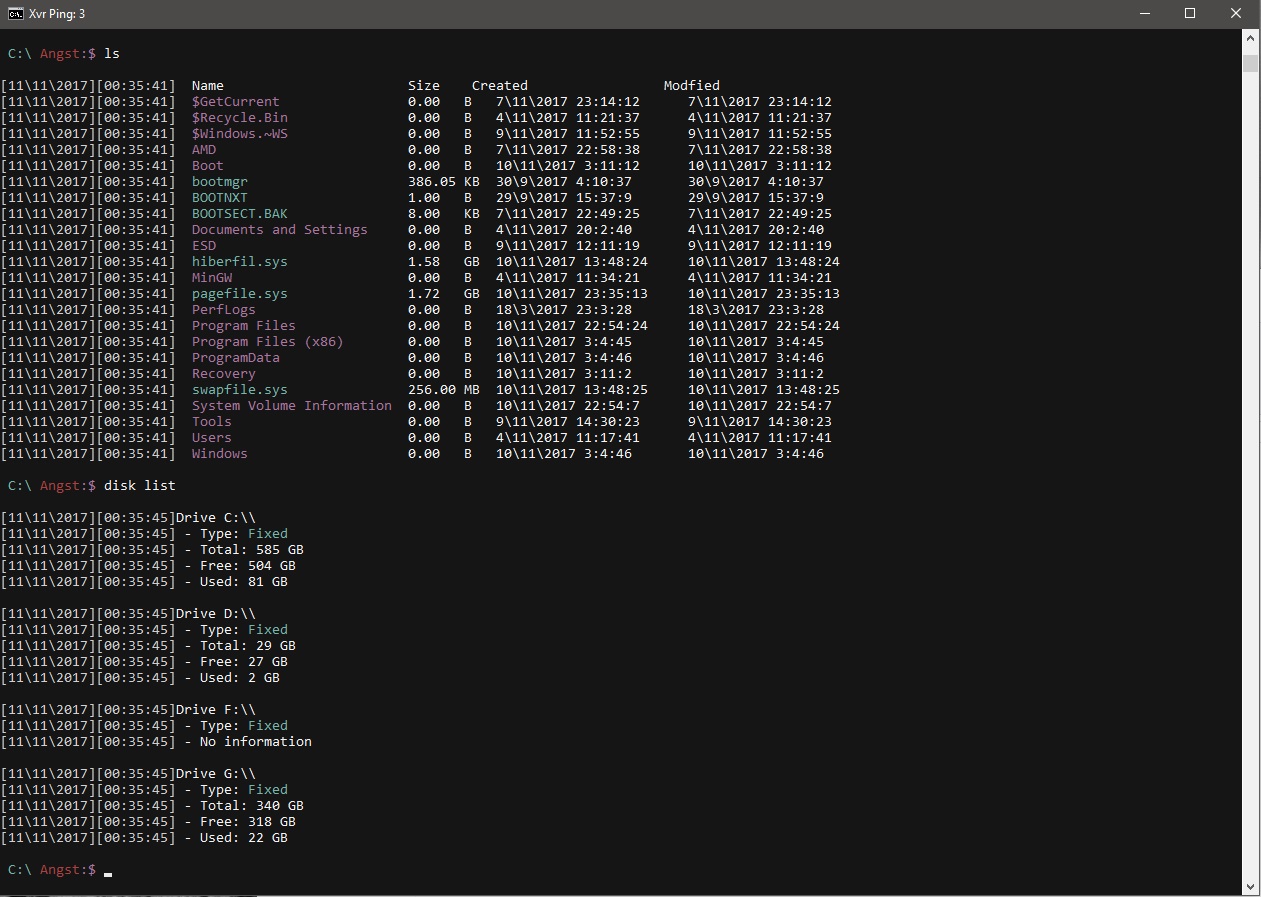 Xvr Ping: 3
C:\ Angst:$ ls
[11\11\2017][00:35:41]  Name                       Size    Created                 Modfied
[11\11\2017][00:35:41]  $GetCurrent                0.00   B   7\11\2017 23:14:12      7\11\2017 23:14:12
[11\11\2017][00:35:41]  $Recycle.Bin               0.00   B   4\11\2017 11:21:37      4\11\2017 11:21:37
[11\11\2017][00:35:41]  $Windows.~WS               0.00   B   9\11\2017 11:52:55      9\11\2017 11:52:55
[11\11\2017][00:35:41]  AMD                        0.00   B   7\11\2017 22:58:38      7\11\2017 22:58:38
[11\11\2017][00:35:41]  Boot                       0.00   B   10\11\2017 3:11:12      10\11\2017 3:11:12
[11\11\2017][00:35:41]  bootmgr                    386.05 KB  30\9\2017 4:10:37       30\9\2017 4:10:37
[11\11\2017][00:35:41]  BOOTNXT                    1.00   B   29\9\2017 15:37:9       29\9\2017 15:37:9
[11\11\2017][00:35:41]  BOOTSECT.BAK               8.00   KB  7\11\2017 22:49:25      7\11\2017 22:49:25
[11\11\2017][00:35:41]  Documents and Settings     0.00   B   4\11\2017 20:2:40       4\11\2017 20:2:40
[11\11\2017][00:35:41]  ESD                        0.00   B   9\11\2017 12:11:19      9\11\2017 12:11:19
[11\11\2017][00:35:41]  hiberfil.sys               1.58   GB  10\11\2017 13:48:24     10\11\2017 13:48:24
[11\11\2017][00:35:41]  MinGW                      0.00   B   4\11\2017 11:34:21      4\11\2017 11:34:21
[11\11\2017][00:35:41]  pagefile.sys               1.72   GB  10\11\2017 23:35:13     10\11\2017 23:35:13
[11\11\2017][00:35:41]  PerfLogs                   0.00   B   18\3\2017 23:3:28       18\3\2017 23:3:28
[11\11\2017][00:35:41]  Program Files              0.00   B   10\11\2017 22:54:24     10\11\2017 22:54:24
[11\11\2017][00:35:41]  Program Files (x86)        0.00   B   10\11\2017 3:4:45       10\11\2017 3:4:45
[11\11\2017][00:35:41]  ProgramData                0.00   B   10\11\2017 3:4:46       10\11\2017 3:4:46
[11\11\2017][00:35:41]  Recovery                   0.00   B   10\11\2017 3:11:2       10\11\2017 3:11:2
[11\11\2017][00:35:41]  swapfile.sys               256.00 MB  10\11\2017 13:48:25     10\11\2017 13:48:25
[11\11\2017][00:35:41]  System Volume Information  0.00   B   10\11\2017 22:54:7      10\11\2017 22:54:7
[11\11\2017][00:35:41]  Tools                      0.00   B   9\11\2017 14:30:23      9\11\2017 14:30:23
[11\11\2017][00:35:41]  Users                      0.00   B   4\11\2017 11:17:41      4\11\2017 11:17:41
[11\11\2017][00:35:41]  Windows                    0.00   B   10\11\2017 3:4:46       10\11\2017 3:4:46
C:\ Angst:$ disk list
[11\11\2017][00:35:45]Drive C:\\
[11\11\2017][00:35:45] - Type: Fixed
[11\11\2017][00:35:45] - Total: 585 GB
[11\11\2017][00:35:45] - Free: 504 GB
[11\11\2017][00:35:45] - Used: 81 GB
[11\11\2017][00:35:45]Drive D:\\
[11\11\2017][00:35:45] - Type: Fixed
[11\11\2017][00:35:45] - Total: 29 GB
[11\11\2017][00:35:45] - Free: 27 GB
[11\11\2017][00:35:45] - Used: 2 GB
[11\11\2017][00:35:45]Drive F:\\
[11\11\2017][00:35:45] - Type: Fixed
[11\11\2017][00:35:45] - No information
[11\11\2017][00:35:45]Drive G:\\
[11\11\2017][00:35:45] - Type: Fixed
[11\11\2017][00:35:45] - Total: 340 GB
[11\11\2017][00:35:45] - Free: 318 GB
[11\11\2017][00:35:45] - Used: 22 GB
C:\ Angst:$